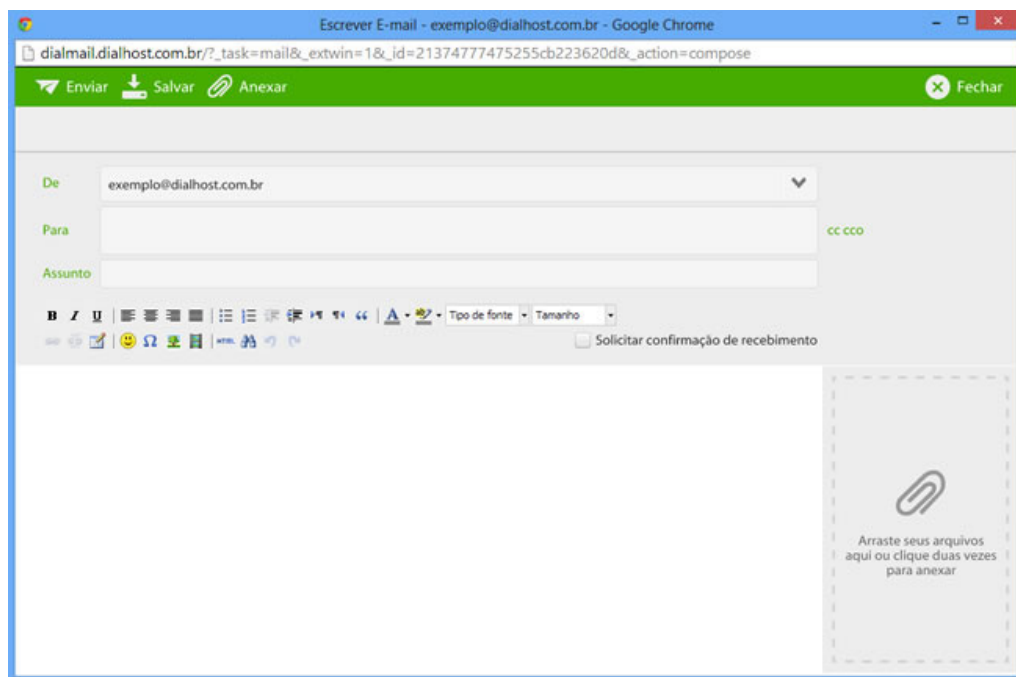 Escrever E-mail - exemplo@dialhost.com.br - Google Chrome
dialmail.dialhost.com.br/?_task=mail&_extwin=1&_id=21374777475255cb223620d&_action=compose
Enviar Salvar Anexar Fechar
De exemplo@dialhost.com.br
Para cc cco
Assunto
B I U A Tipo de fonte Tamanho
Ω HTML Solicitar confirmação de recebimento
Arraste seus arquivos
aqui ou clique duas vezes
para anexar